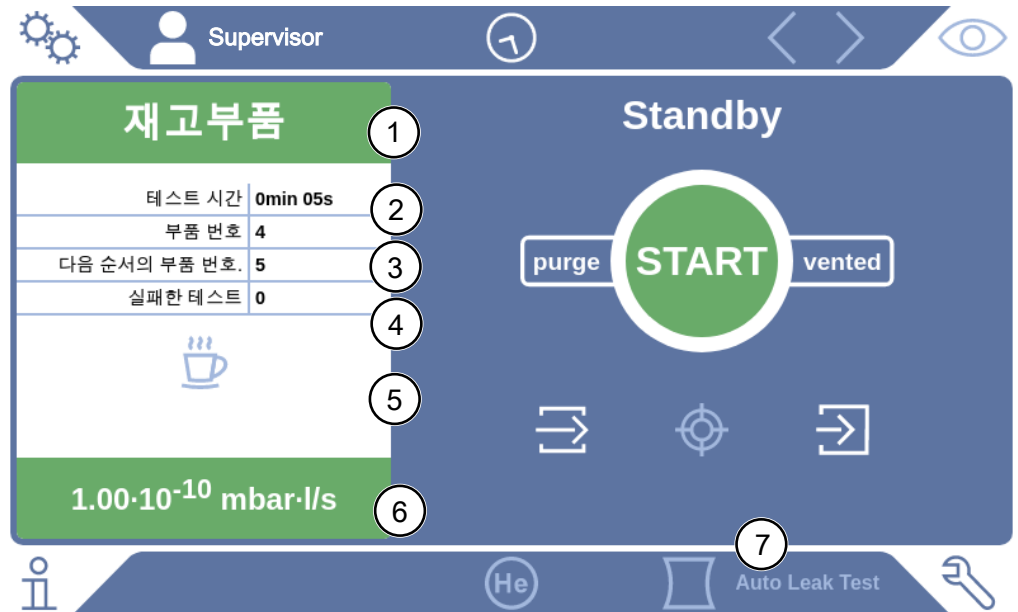 Supervisor
재고부품
1
Standby
테스트 시간 0min 05s
2
부품 번호 4
다음 순서의 부품 번호. 5
3
실패한 테스트 0
4
purge START vented
5
1.00·10⁻¹⁰ mbar·l/s
6
7
He
Auto Leak Test